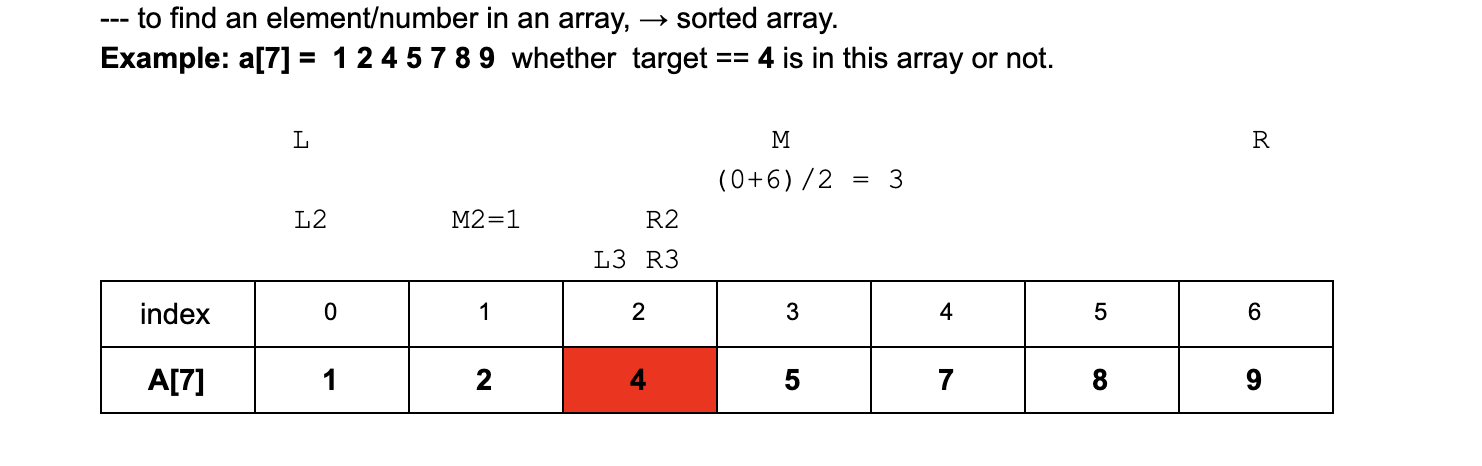 --- to find an element/number in an array, → sorted array.
Example: a[7] = 1 2 4 5 7 8 9 whether target == 4 is in this array or not.
L M R
(0+6)/2 = 3
L2 M2=1 R2
L3 R3
index 0 1 2 3 4 5 6
A[7] 1 2 4 5 7 8 9